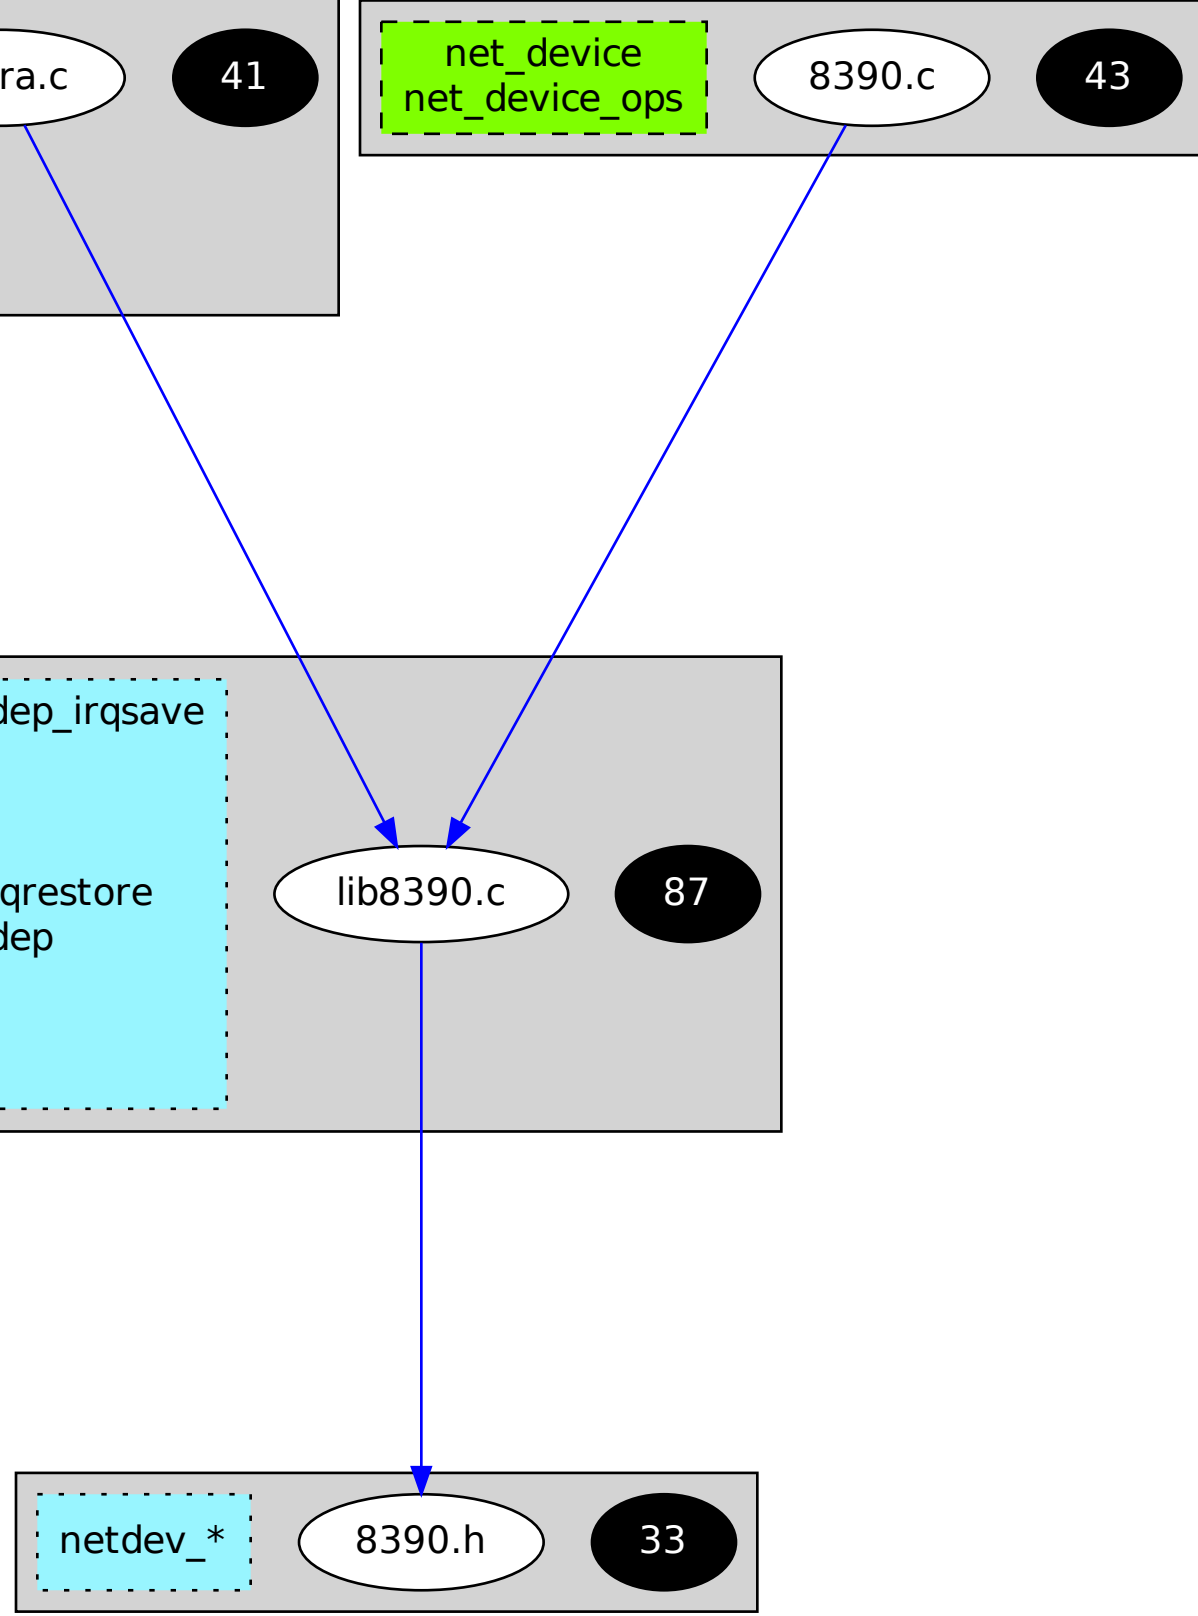 ra.c
41
net_device
net_device_ops
8390.c
43
dep_irqsave
qrestore
dep
lib8390.c
87
netdev_*
8390.h
33